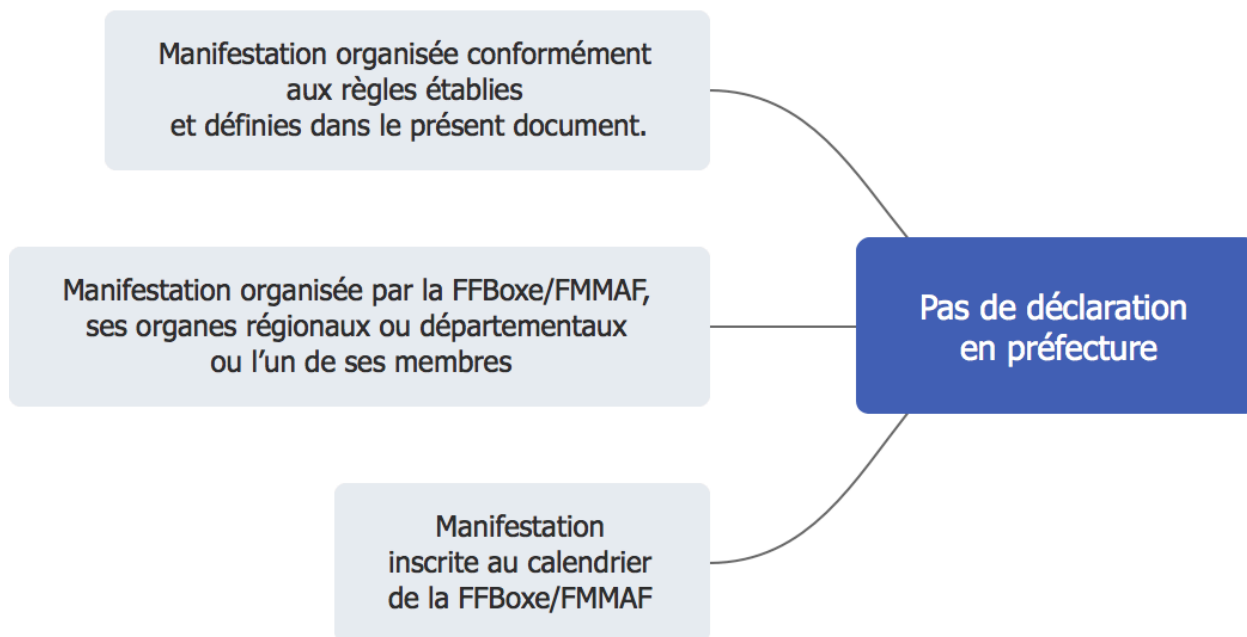 Manifestation organisée conformément
aux règles établies
et définies dans le présent document.
Manifestation organisée par la FFBoxe/FMMAF,
ses organes régionaux ou départementaux
ou l’un de ses membres
Pas de déclaration
en préfecture
Manifestation
inscrite au calendrier
de la FFBoxe/FMMAF